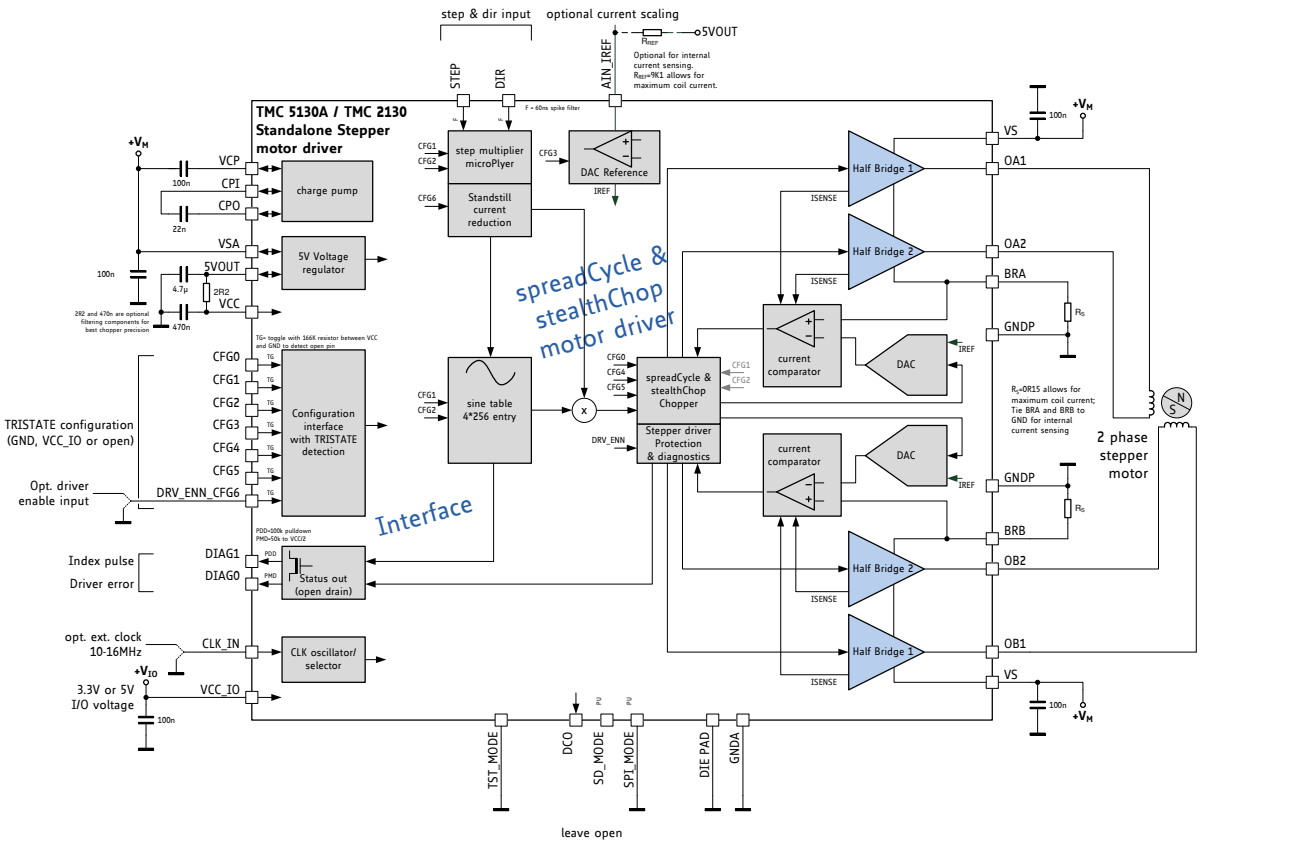 step & dir input
optional current scaling
5VOUT
RREF
Optional for internal
current sensing.
RREF=9K1 allows for
maximum coil current.
STEP
DIR
AIN_IREF
+VM
100n
VS
TMC 5130A / TMC 2130
Standalone Stepper
motor driver
F = 60ns spike filter
F
F
CFG1
CFG2
step multiplier
microPlyer
CFG3
+
−
DAC Reference
IREF
CFG6
Standstill
current
reduction
+VM
VCP
100n
CPI
CPO
22n
charge pump
VSA
100n
5VOUT
4.7µ
2R2
VCC
470n
2R2 and 470n are optional
filtering components for
best chopper precision
5V Voltage
regulator
Half Bridge 1
ISENSE
OA1
Half Bridge 2
ISENSE
OA2
BRA
RS
GNDP
spreadCycle &
stealthChop
motor driver
+
−
current
comparator
DAC
IREF
TG= toggle with 166K resistor between VCC
and GND to detect open pin
CFG0
TG
CFG1
TG
CFG2
TG
CFG3
TG
CFG4
TG
CFG5
TG
DRV_ENN_CFG6
TG
TRISTATE configuration
(GND, VCC_IO or open)
Opt. driver
enable input
Configuration
interface
with TRISTATE
detection
CFG1
CFG2
sine table
4*256 entry
x
CFG0
CFG4
CFG5
CFG1
CFG2
spreadCycle &
stealthChop
Chopper
DRV_ENN
Stepper driver
Protection
& diagnostics
RS=0R15 allows for
maximum coil current;
Tie BRA and BRB to
GND for internal
current sensing
N
S
2 phase
stepper
motor
current
comparator
−
+
DAC
IREF
GNDP
RS
BRB
Interface
PDD=100k pulldown
PMD=50k to VCC/2
Index pulse
DIAG1
PDD
Driver error
DIAG0
PMD
Status out
(open drain)
Half Bridge 2
ISENSE
OB2
Half Bridge 1
ISENSE
OB1
VS
100n
+VM
opt. ext. clock
10-16MHz
CLK_IN
CLK oscillator/
selector
+VIO
3.3V or 5V
I/O voltage
VCC_IO
100n
PU
PU
TST_MODE
DCO
SD_MODE
SPI_MODE
DIE PAD
GNDA
leave open